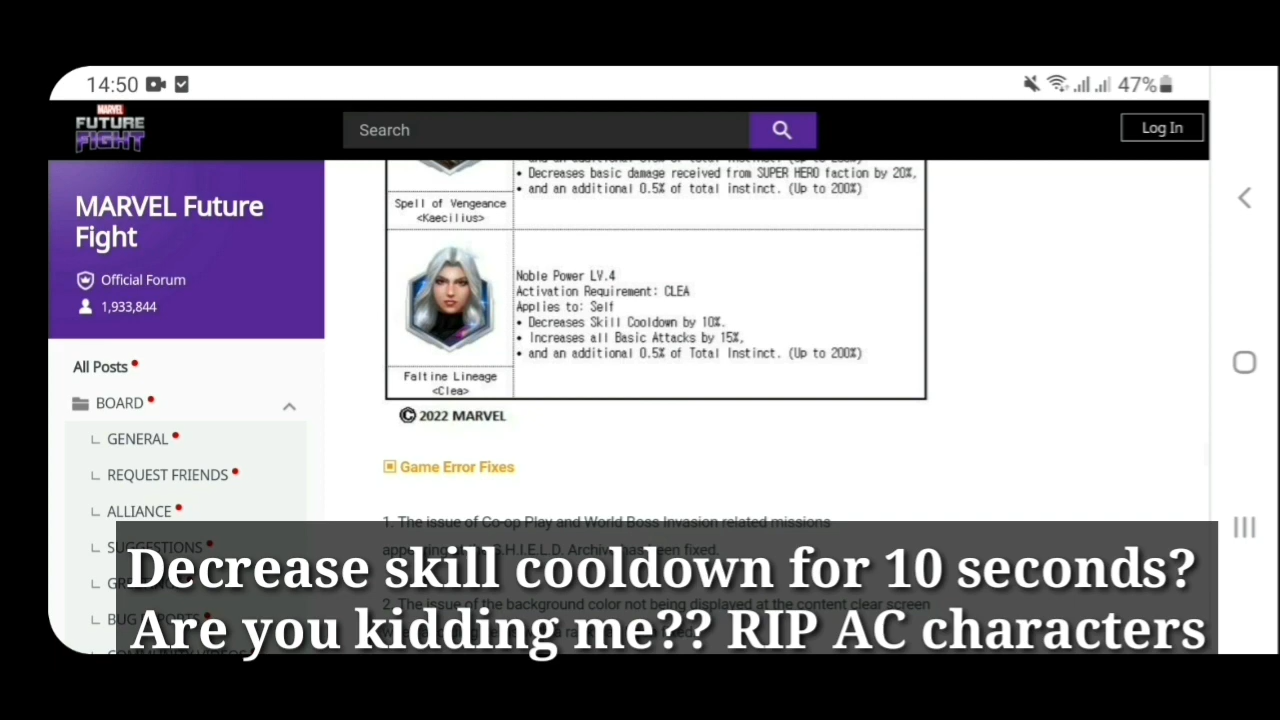 14:50
47%
MARVEL
FUTURE
FIGHT
Search
Log In
MARVEL Future
Fight
Official Forum
1,933,844
All Posts
BOARD
GENERAL
REQUEST FRIENDS
ALLIANCE
SUGGESTIONS
• Decreases basic damage received from SUPER HERO faction by 20%,
• and an additional 0.5% of total instinct. (Up to 200%)
Spell of Vengeance
<Kaecilius>
Noble Power LV.4
Activation Requirement: CLEA
Applies to: Self
• Decreases Skill Cooldown by 10%.
• Increases all Basic Attacks by 15%,
• and an additional 0.5% of Total Instinct. (Up to 200%)
Faltine Lineage
<Clea>
© 2022 MARVEL
Game Error Fixes
1. The issue of Co-op Play and World Boss Invasion related missions
S.H.I.E.L.D. Archive has been fixed.
2. The issue of the background color not being displayed at the content clear screen
Decrease skill cooldown for 10 seconds?
Are you kidding me?? RIP AC characters